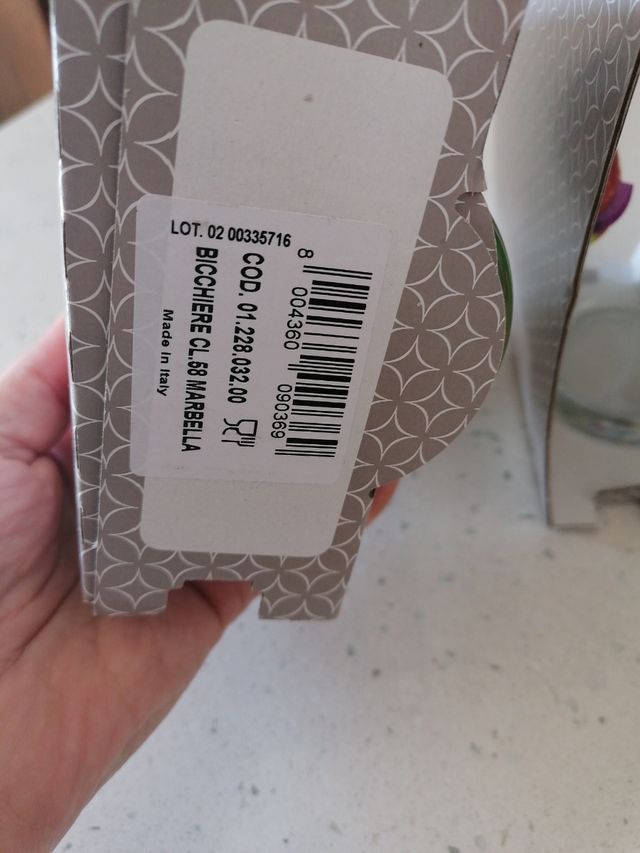 LOT. 02 00335716
8 004360 090369
COD. 01.228.032.00
BICCHIERE CL.58 MARBELLA
Made in Italy